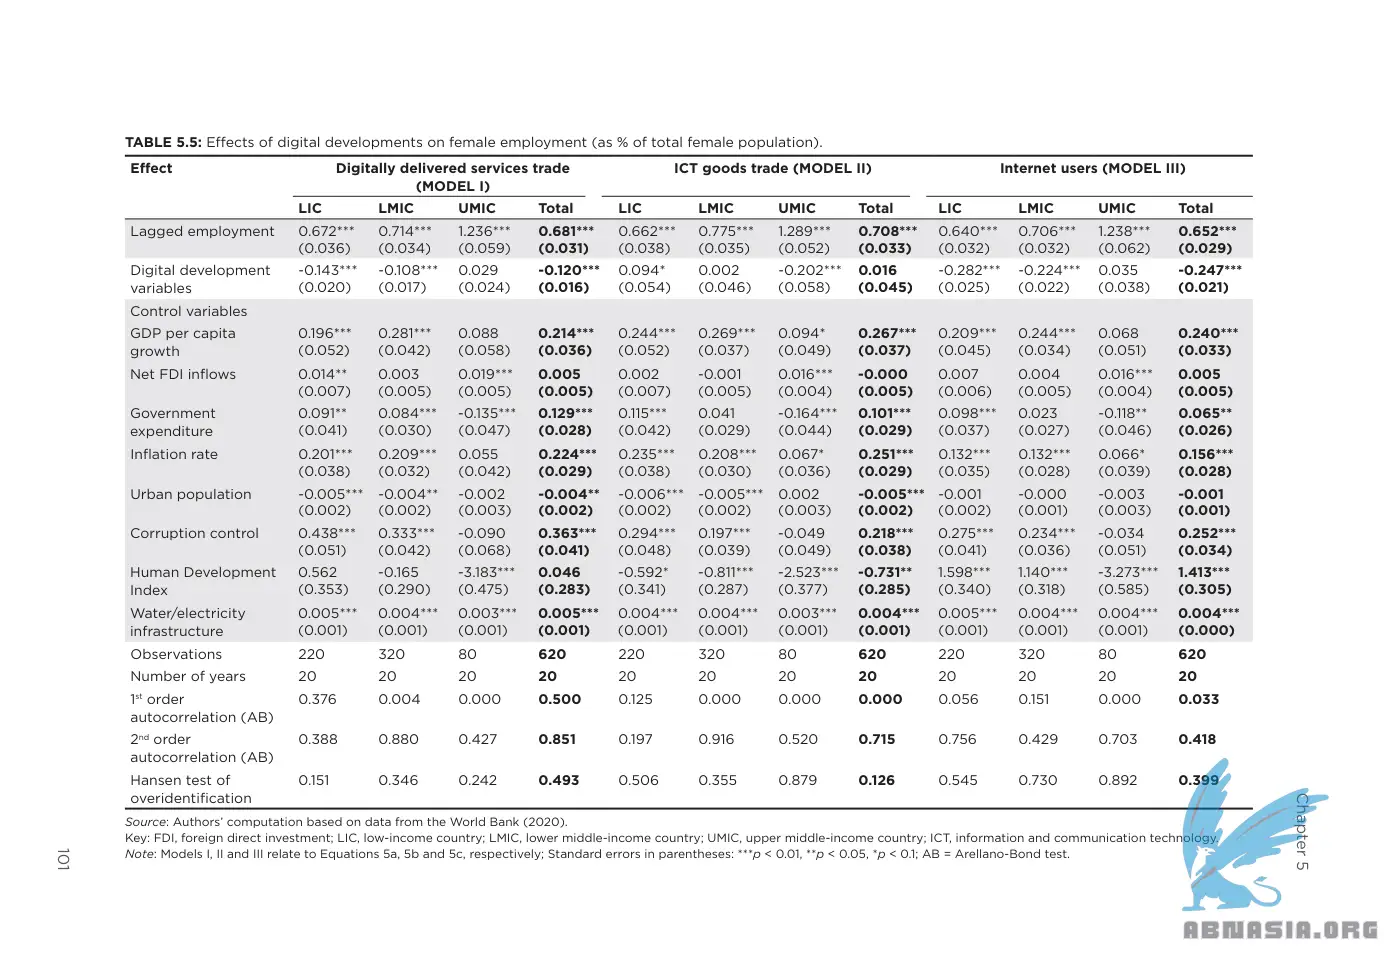 TABLE 5.5: Effects of digital developments on female employment (as % of total female population).
Effect Digitally delivered services trade (MODEL I) ICT goods trade (MODEL II) Internet users (MODEL III)
LIC LMIC UMIC Total LIC LMIC UMIC Total LIC LMIC UMIC Total
Lagged employment 0.672*** 0.714*** 1.236*** 0.681*** 0.662*** 0.775*** 1.289*** 0.708*** 0.640*** 0.706*** 1.238*** 0.652***
(0.036) (0.034) (0.059) (0.031) (0.038) (0.035) (0.052) (0.033) (0.032) (0.032) (0.062) (0.029)
Digital development -0.143*** -0.108*** 0.029 -0.120*** 0.094* 0.002 -0.202*** 0.016 -0.282*** -0.224*** 0.035 -0.247***
variables (0.020) (0.017) (0.024) (0.016) (0.054) (0.046) (0.058) (0.045) (0.025) (0.022) (0.038) (0.021)
Control variables
GDP per capita 0.196*** 0.281*** 0.088 0.214*** 0.244*** 0.269*** 0.094* 0.267*** 0.209*** 0.244*** 0.068 0.240***
growth (0.052) (0.042) (0.058) (0.036) (0.052) (0.037) (0.049) (0.037) (0.045) (0.034) (0.051) (0.033)
Net FDI inflows 0.014** 0.003 0.019*** 0.005 0.002 -0.001 0.016*** -0.000 0.007 0.004 0.016*** 0.005
(0.007) (0.005) (0.005) (0.005) (0.007) (0.005) (0.004) (0.005) (0.006) (0.005) (0.004) (0.005)
Government 0.091** 0.084*** -0.135*** 0.129*** 0.115*** 0.041 -0.164*** 0.101*** 0.098*** 0.023 -0.118** 0.065**
expenditure (0.041) (0.030) (0.047) (0.028) (0.042) (0.029) (0.044) (0.029) (0.037) (0.027) (0.046) (0.026)
Inflation rate 0.201*** 0.209*** 0.055 0.224*** 0.235*** 0.208*** 0.067* 0.251*** 0.132*** 0.132*** 0.066* 0.156***
(0.038) (0.032) (0.042) (0.029) (0.038) (0.030) (0.036) (0.029) (0.035) (0.028) (0.039) (0.028)
Urban population -0.005*** -0.004** -0.002 -0.004** -0.006*** -0.005*** 0.002 -0.005*** -0.001 -0.000 -0.003 -0.001
(0.002) (0.002) (0.003) (0.002) (0.002) (0.002) (0.003) (0.002) (0.002) (0.001) (0.003) (0.001)
Corruption control 0.438*** 0.333*** -0.090 0.363*** 0.294*** 0.197*** -0.049 0.218*** 0.275*** 0.234*** -0.034 0.252***
(0.051) (0.042) (0.068) (0.041) (0.048) (0.039) (0.049) (0.038) (0.041) (0.036) (0.051) (0.034)
Human Development 0.562 -0.165 -3.183*** 0.046 -0.592* -0.811*** -2.523*** -0.731** 1.598*** 1.140*** -3.273*** 1.413***
Index (0.353) (0.290) (0.475) (0.283) (0.341) (0.287) (0.377) (0.285) (0.340) (0.318) (0.585) (0.305)
Water/electricity 0.005*** 0.004*** 0.003*** 0.005*** 0.004*** 0.004*** 0.003*** 0.004*** 0.005*** 0.004*** 0.004*** 0.004***
infrastructure (0.001) (0.001) (0.001) (0.001) (0.001) (0.001) (0.001) (0.001) (0.001) (0.001) (0.001) (0.000)
Observations 220 320 80 620 220 320 80 620 220 320 80 620
Number of years 20 20 20 20 20 20 20 20 20 20 20 20
1st order 0.376 0.004 0.000 0.500 0.125 0.000 0.000 0.000 0.056 0.151 0.000 0.033
autocorrelation (AB)
2nd order 0.388 0.880 0.427 0.851 0.197 0.916 0.520 0.715 0.756 0.429 0.703 0.418
autocorrelation (AB)
Hansen test of 0.151 0.346 0.242 0.493 0.506 0.355 0.879 0.126 0.545 0.730 0.892 0.399
overidentification
Source: Authors' computation based on data from the World Bank (2020).
Key: FDI, foreign direct investment; LIC, low-income country; LMIC, lower middle-income country; UMIC, upper middle-income country; ICT, information and communication technology.
Note: Models I, II and III relate to Equations 5a, 5b and 5c, respectively; Standard errors in parentheses: ***p < 0.01, **p < 0.05, *p < 0.1; AB = Arellano-Bond test.
101
Chapter 5
ABNASIA.ORG